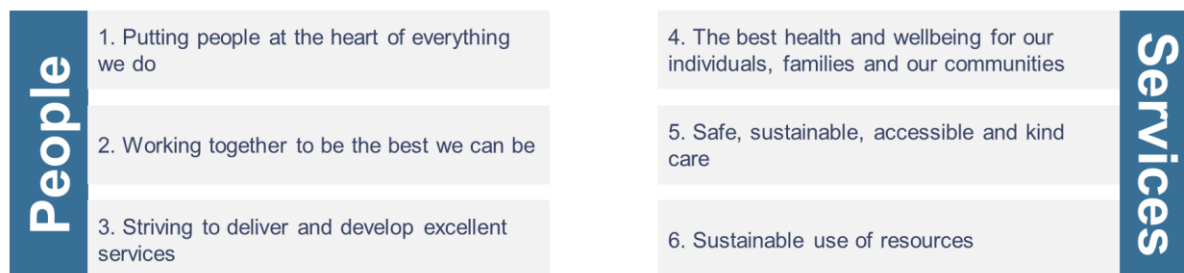 People
1. Putting people at the heart of everything
we do
2. Working together to be the best we can be
3. Striving to deliver and develop excellent
services
4. The best health and wellbeing for our
individuals, families and our communities
5. Safe, sustainable, accessible and kind
care
6. Sustainable use of resources
Services